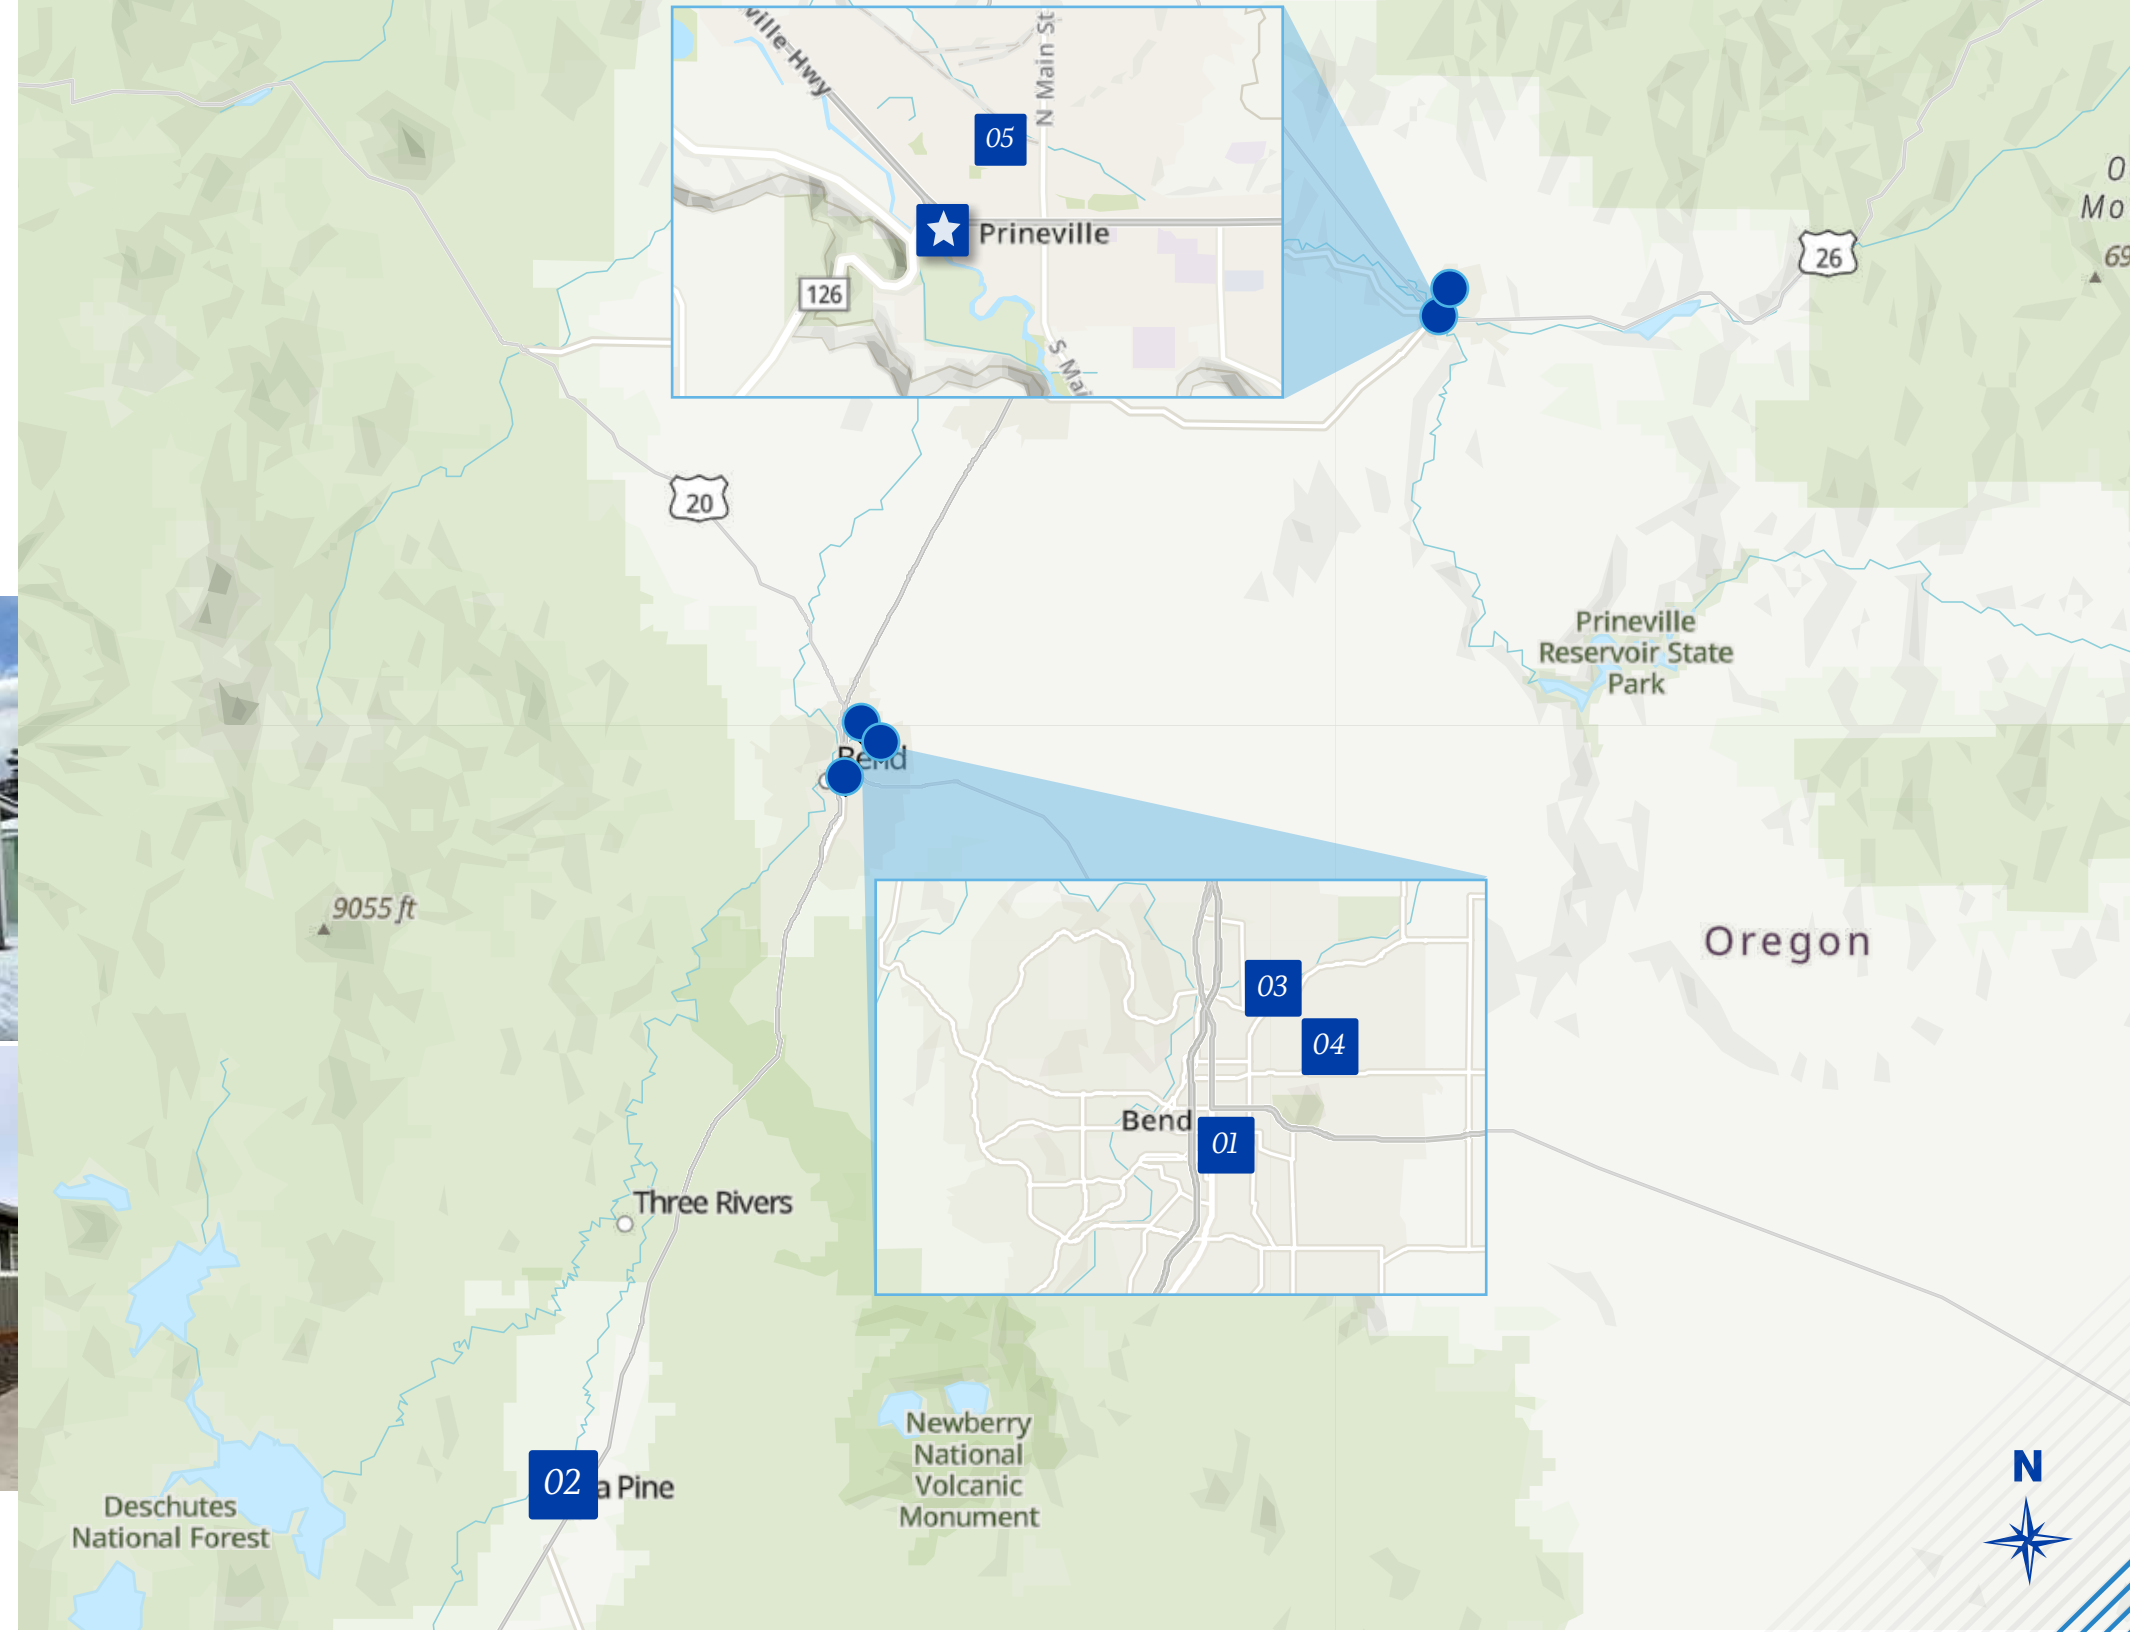 ville Hwy
N Main St
05
Prineville
126
S Mai
26
O
Mo
69
20
Prineville
Reservoir State
Park
Bend
9055 ft
Oregon
03
04
Bend
01
Three Rivers
Newberry
National
Volcanic
Monument
02
a Pine
Deschutes
National Forest
N